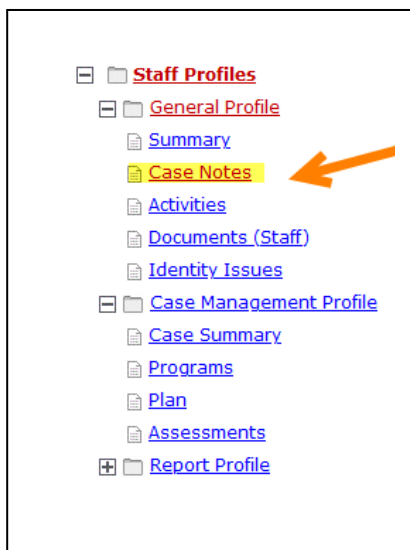 Staff Profiles
General Profile
Summary
Case Notes
Activities
Documents (Staff)
Identity Issues
Case Management Profile
Case Summary
Programs
Plan
Assessments
Report Profile